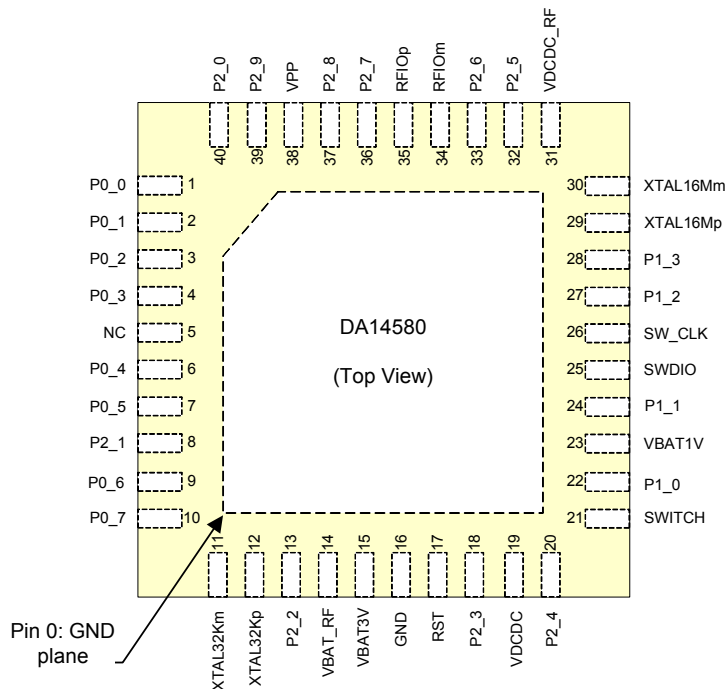 P2_0
P2_9
VPP
P2_8
P2_7
RFIOp
RFIOm
P2_6
P2_5
VDCDC_RF
40
39
38
37
36
35
34
33
32
31
P0_0 1
P0_1 2
P0_2 3
P0_3 4
NC 5
P0_4 6
P0_5 7
P2_1 8
P0_6 9
P0_7 10
DA14580
(Top View)
30 XTAL16Mm
29 XTAL16Mp
28 P1_3
27 P1_2
26 SW_CLK
25 SWDIO
24 P1_1
23 VBAT1V
22 P1_0
21 SWITCH
11
12
13
14
15
16
17
18
19
20
XTAL32Km
XTAL32Kp
P2_2
VBAT_RF
VBAT3V
GND
RST
P2_3
VDCDC
P2_4
Pin 0: GND
plane